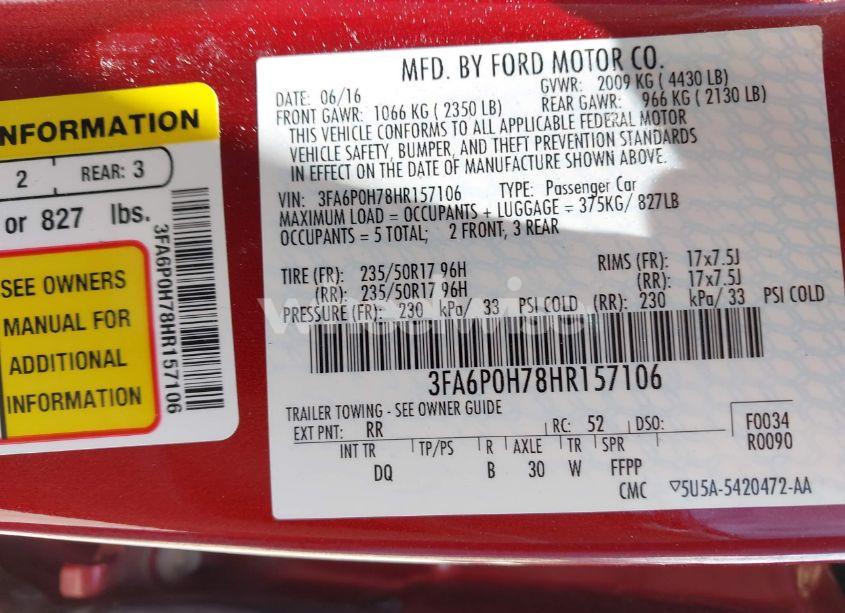 NFORMATION
2 REAR: 3
or 827 lbs.
SEE OWNERS
MANUAL FOR
ADDITIONAL
INFORMATION
3FA6P0H78HR157106
MFD. BY FORD MOTOR CO.
DATE: 06/16 GVWR: 2009 KG (4430 LB)
FRONT GAWR: 1066 KG (2350 LB) REAR GAWR: 966 KG (2130 LB)
THIS VEHICLE CONFORMS TO ALL APPLICABLE FEDERAL MOTOR
VEHICLE SAFETY, BUMPER, AND THEFT PREVENTION STANDARDS
IN EFFECT ON THE DATE OF MANUFACTURE SHOWN ABOVE.
VIN: 3FA6P0H78HR157106 TYPE: Passenger Car
MAXIMUM LOAD = OCCUPANTS + LUGGAGE = 375KG/ 827LB
OCCUPANTS = 5 TOTAL; 2 FRONT, 3 REAR
TIRE (FR): 235/50R17 96H RIMS (FR): 17x7.5J
(RR): 235/50R17 96H (RR): 17x7.5J
PRESSURE (FR): 230 kPa/ 33 PSI COLD (RR): 230 kPa/ 33 PSI COLD
3FA6P0H78HR157106
TRAILER TOWING - SEE OWNER GUIDE
EXT PNT: RR RC: 52 DSO: F0034
R0090
INT TR TP/PS R AXLE TR SPR
DQ B 30 W FFPP
CMC ▽5U5A-5420472-AA